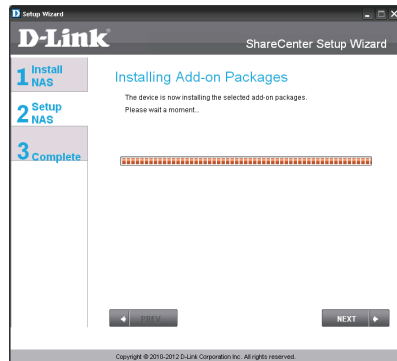 Setup Wizard
D-Link
ShareCenter Setup Wizard
1 Install NAS
2 Setup NAS
3 Complete
Installing Add-on Packages
The device is now installing the selected add-on packages.
Please wait a moment...
PREV
NEXT
Copyright © 2010-2012 D-Link Corporation Inc. All rights reserved.